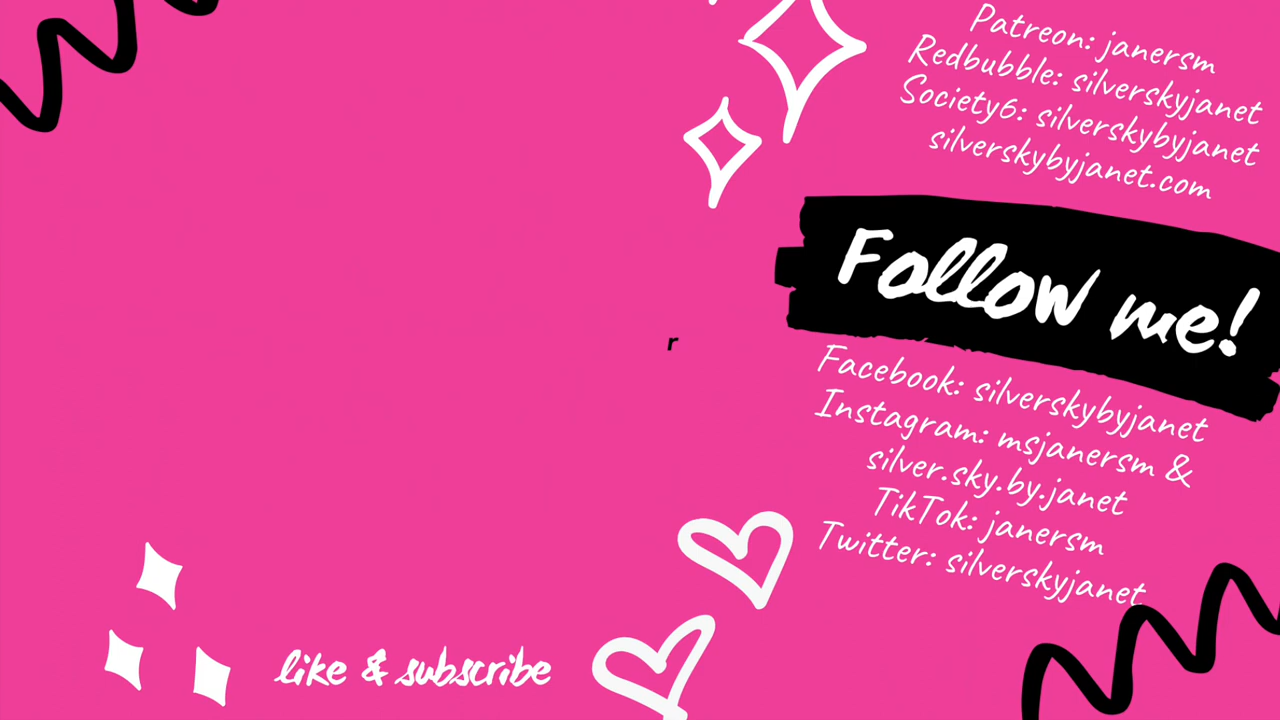 Patreon: janersm
Redbubble: silverskyjanet
Society6: silverskybyjanet
silverskybyjanet.com
Follow me!
r
Facebook: silverskybyjanet
Instagram: msjanersm &
silver.sky.by.janet
TikTok: janersm
Twitter: silverskyjanet
like & subscribe